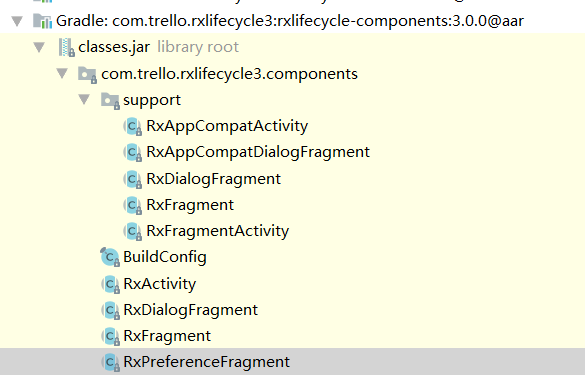 Gradle: com.trello.rxlifecycle3:rxlifecycle-components:3.0.0@aar
classes.jar library root
com.trello.rxlifecycle3.components
support
RxAppCompatActivity
RxAppCompatDialogFragment
RxDialogFragment
RxFragment
RxFragmentActivity
BuildConfig
RxActivity
RxDialogFragment
RxFragment
RxPreferenceFragment